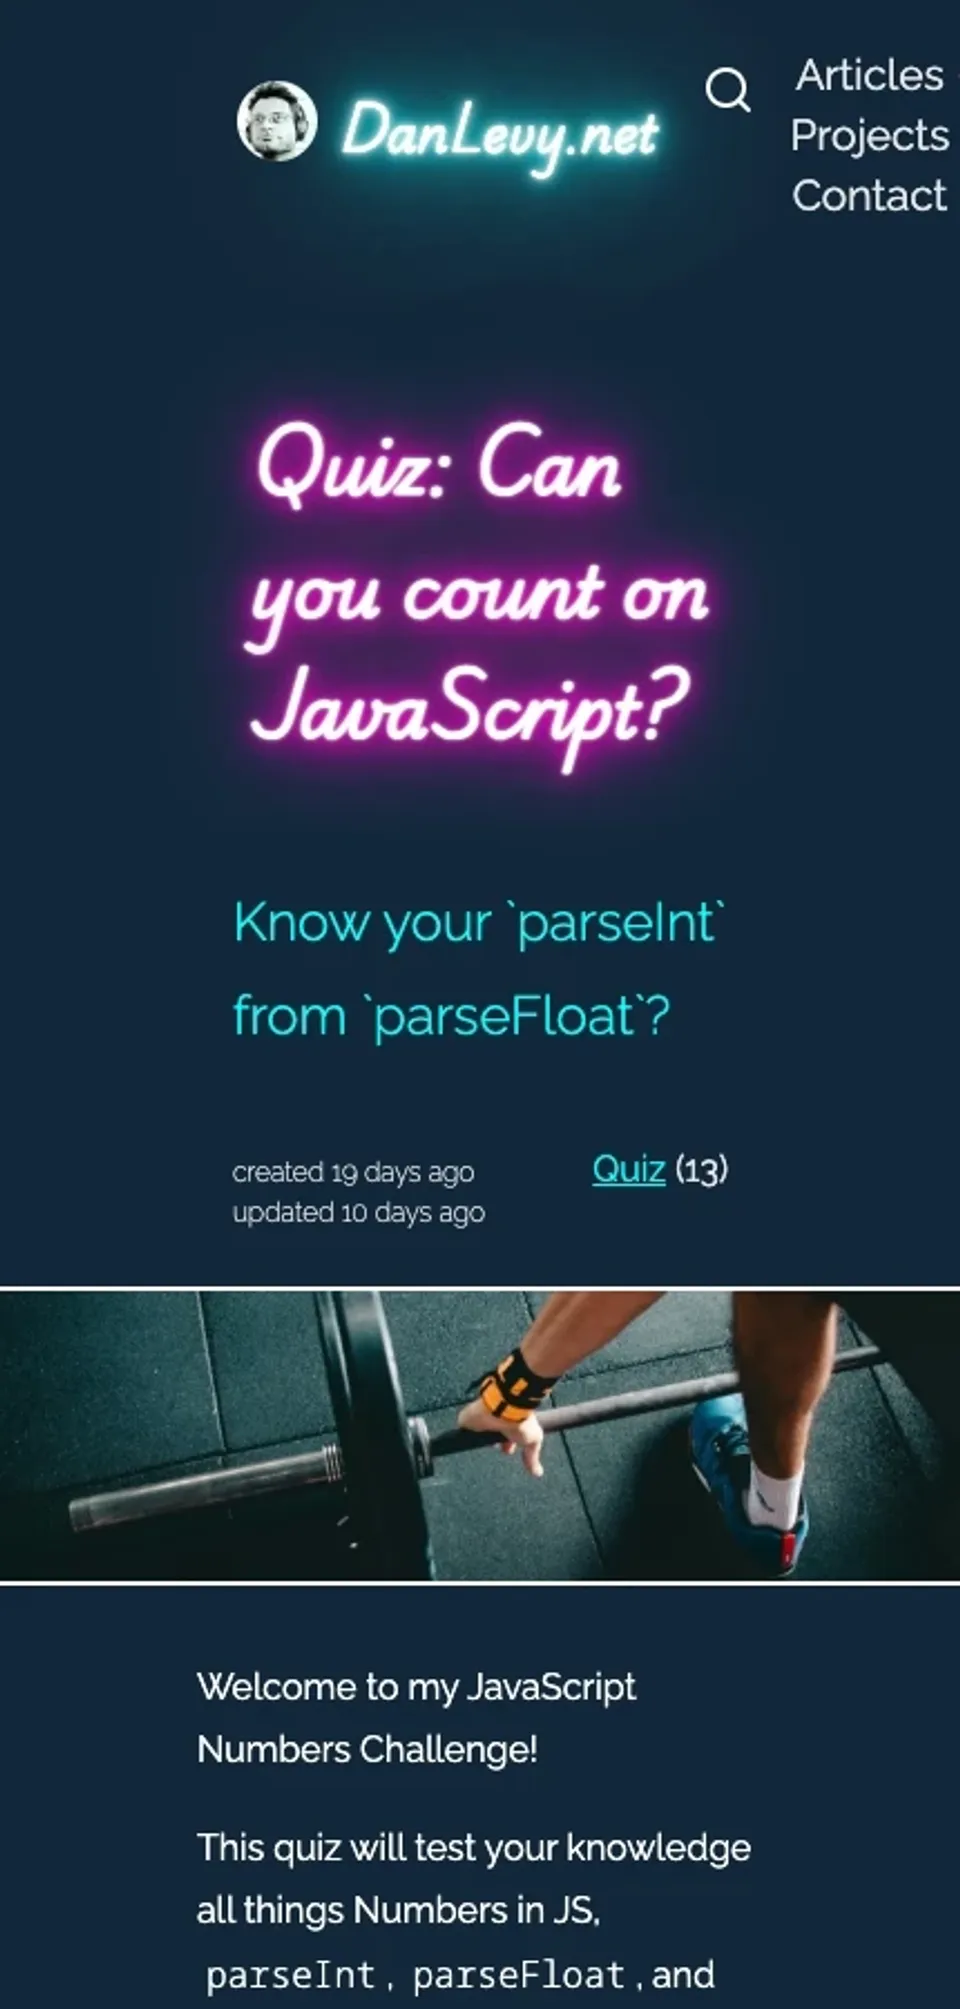 DanLevy.net
Articles
Projects
Contact
Quiz: Can
you count on
JavaScript?
Know your `parseInt`
from `parseFloat`?
created 19 days ago
updated 10 days ago
Quiz (13)
Welcome to my JavaScript
Numbers Challenge!
This quiz will test your knowledge
all things Numbers in JS,
parseInt, parseFloat, and